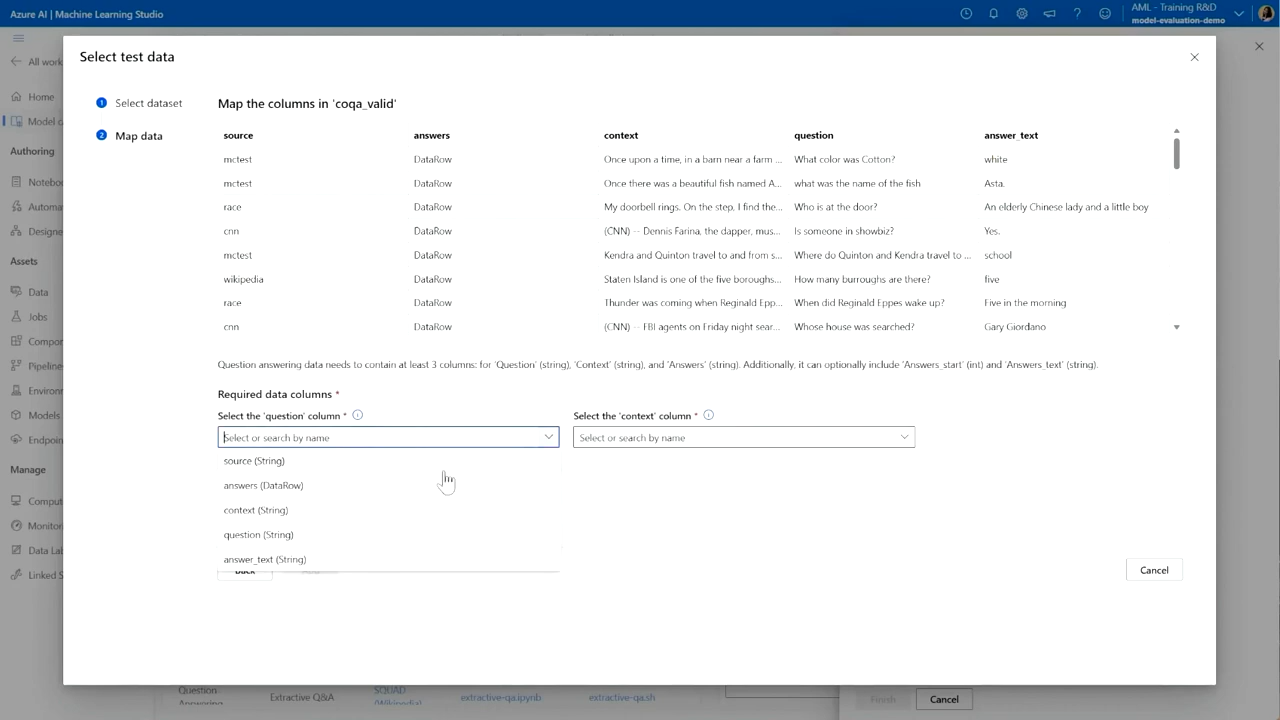 Azure AI | Machine Learning Studio
AML - Training R&D
model-evaluation-demo
Select test data
All work
Home
Model ca
Authoring
Notebo
Automa
Designe
Assets
Data
Jobs
Compor
Pipeline
Environ
Models
Endpoin
Manage
Comput
Monitor
Data Lab
Linked S
1 Select dataset
2 Map data
Map the columns in 'coqa_valid'
source answers context question answer_text
mctest DataRow Once upon a time, in a barn near a farm ... What color was Cotton? white
mctest DataRow Once there was a beautiful fish named A... what was the name of the fish Asta.
race DataRow My doorbell rings. On the step, I find the... Who is at the door? An elderly Chinese lady and a little boy
cnn DataRow (CNN) -- Dennis Farina, the dapper, mus... Is someone in showbiz? Yes.
mctest DataRow Kendra and Quinton travel to and from s... Where do Quinton and Kendra travel to ... school
wikipedia DataRow Staten Island is one of the five boroughs... How many burroughs are there? five
race DataRow Thunder was coming when Reginald Epp... When did Reginald Eppes wake up? Five in the morning
cnn DataRow (CNN) -- FBI agents on Friday night sear... Whose house was searched? Gary Giordano
Question answering data needs to contain at least 3 columns: for 'Question' (string), 'Context' (string), and 'Answers' (string). Additionally, it can optionally include 'Answers_start' (int) and 'Answers_text' (string).
Required data columns *
Select the 'question' column * Select the 'context' column *
Select or search by name Select or search by name
source (String)
answers (DataRow)
context (String)
question (String)
answer_text (String)
Back
Cancel
Question
Answering
Extractive Q&A
SQUAD
(Wikipedia)
extractive-qa.ipynb
extractive-qa.sh
Finish
Cancel